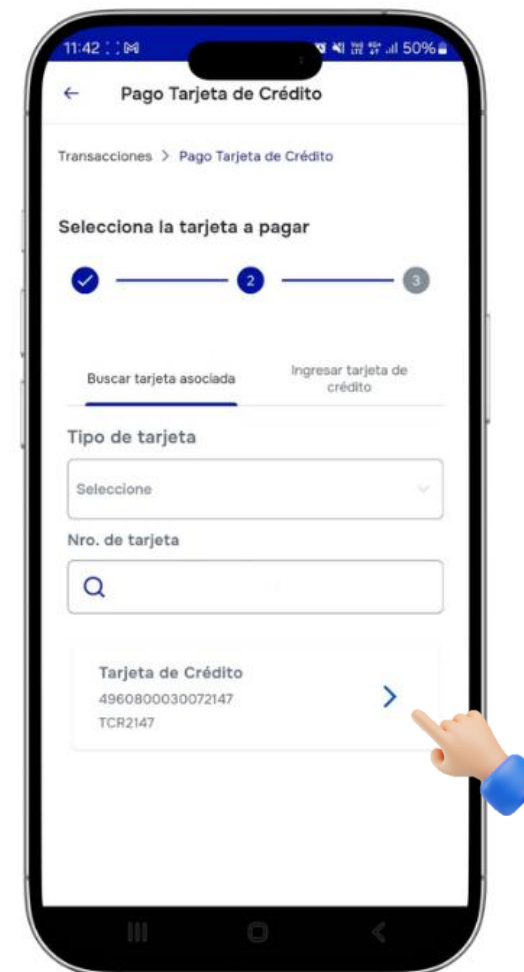 11:42
50%
Pago Tarjeta de Crédito
Transacciones > Pago Tarjeta de Crédito
Selecciona la tarjeta a pagar
2
3
Buscar tarjeta asociada
Ingresar tarjeta de
crédito
Tipo de tarjeta
Seleccione
Nro. de tarjeta
Tarjeta de Crédito
4960800030072147
TCR2147